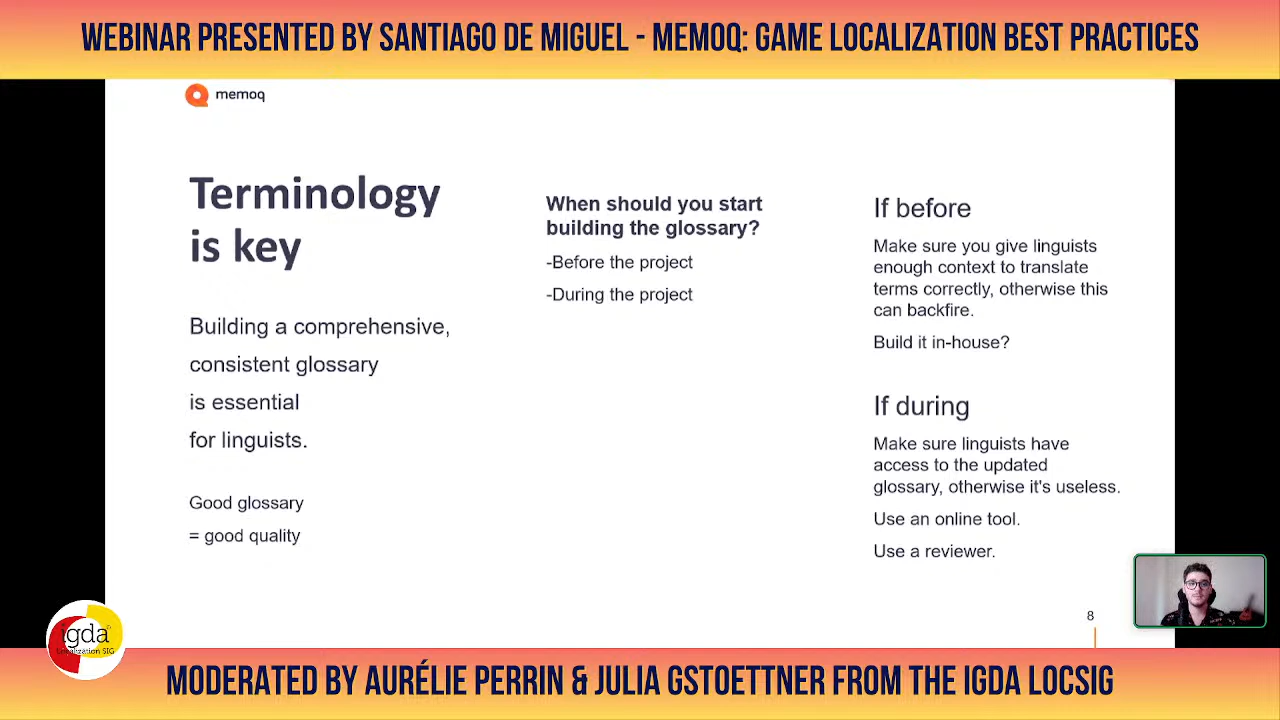 WEBINAR PRESENTED BY SANTIAGO DE MIGUEL - MEMOQ: GAME LOCALIZATION BEST PRACTICES
memoq
Terminology
is key
Building a comprehensive,
consistent glossary
is essential
for linguists.
Good glossary
= good quality
When should you start
building the glossary?
-Before the project
-During the project
If before
Make sure you give linguists
enough context to translate
terms correctly, otherwise this
can backfire.
Build it in-house?
If during
Make sure linguists have
access to the updated
glossary, otherwise it's useless.
Use an online tool.
Use a reviewer.
8
igda
Localization SIG
MODERATED BY AURÉLIE PERRIN & JULIA GSTOETTNER FROM THE IGDA LOCSIG